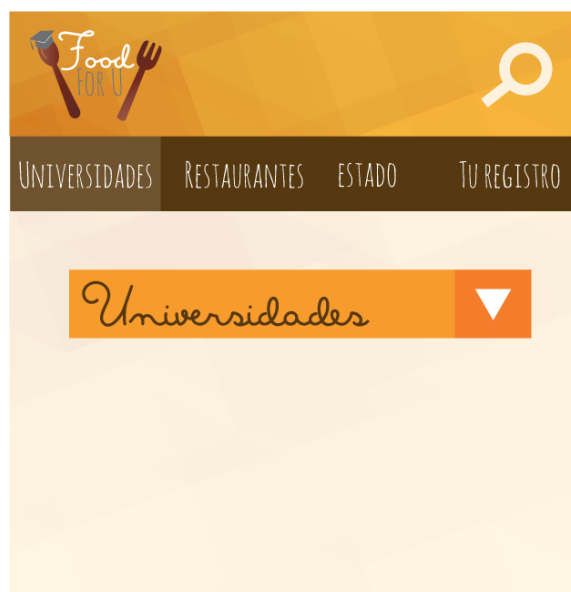 Food
FOR U
UNIVERSIDADES RESTAURANTES ESTADO TU REGISTRO
Universidades